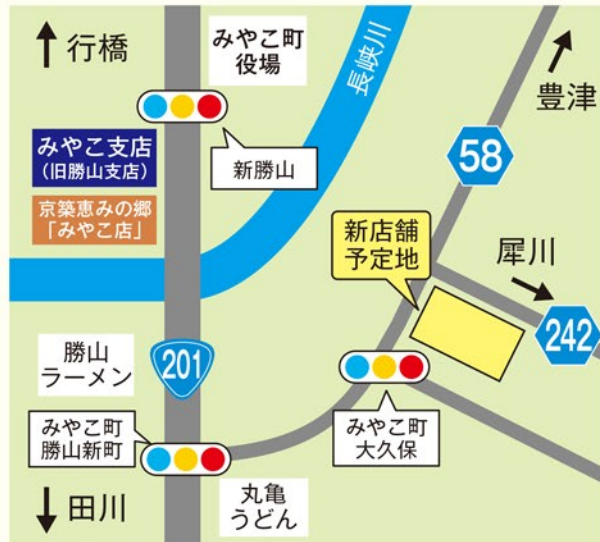 行橋
みやこ町
役場
長峡川
豊津
みやこ支店
(旧勝山支店)
新勝山
58
京築恵みの郷
「みやこ店」
新店舗
予定地
犀川
242
勝山
ラーメン
201
みやこ町
勝山新町
みやこ町
大久保
田川
丸亀
うどん